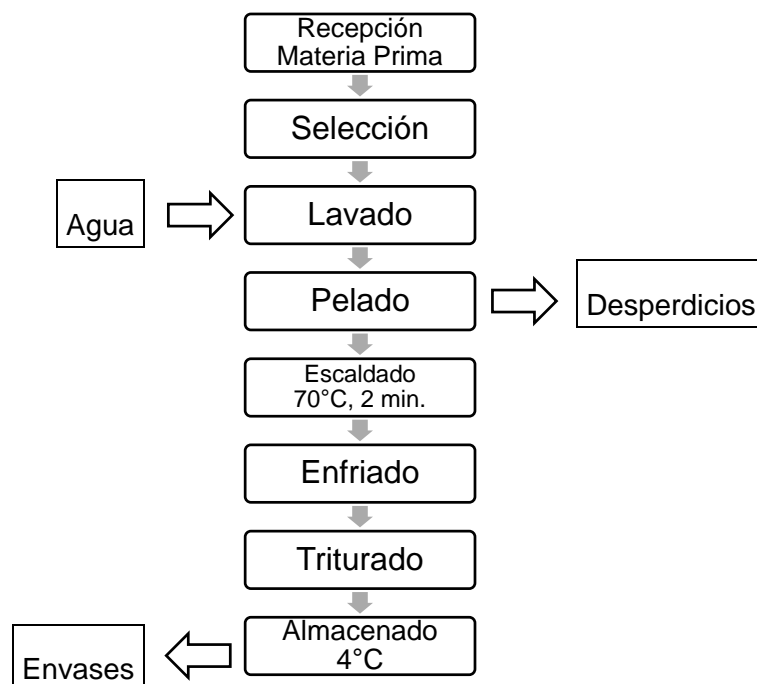 Recepción
Materia Prima
Selección
Agua
Lavado
Pelado
Desperdicios
Escaldado
70°C, 2 min.
Enfriado
Triturado
Almacenado
4°C
Envases